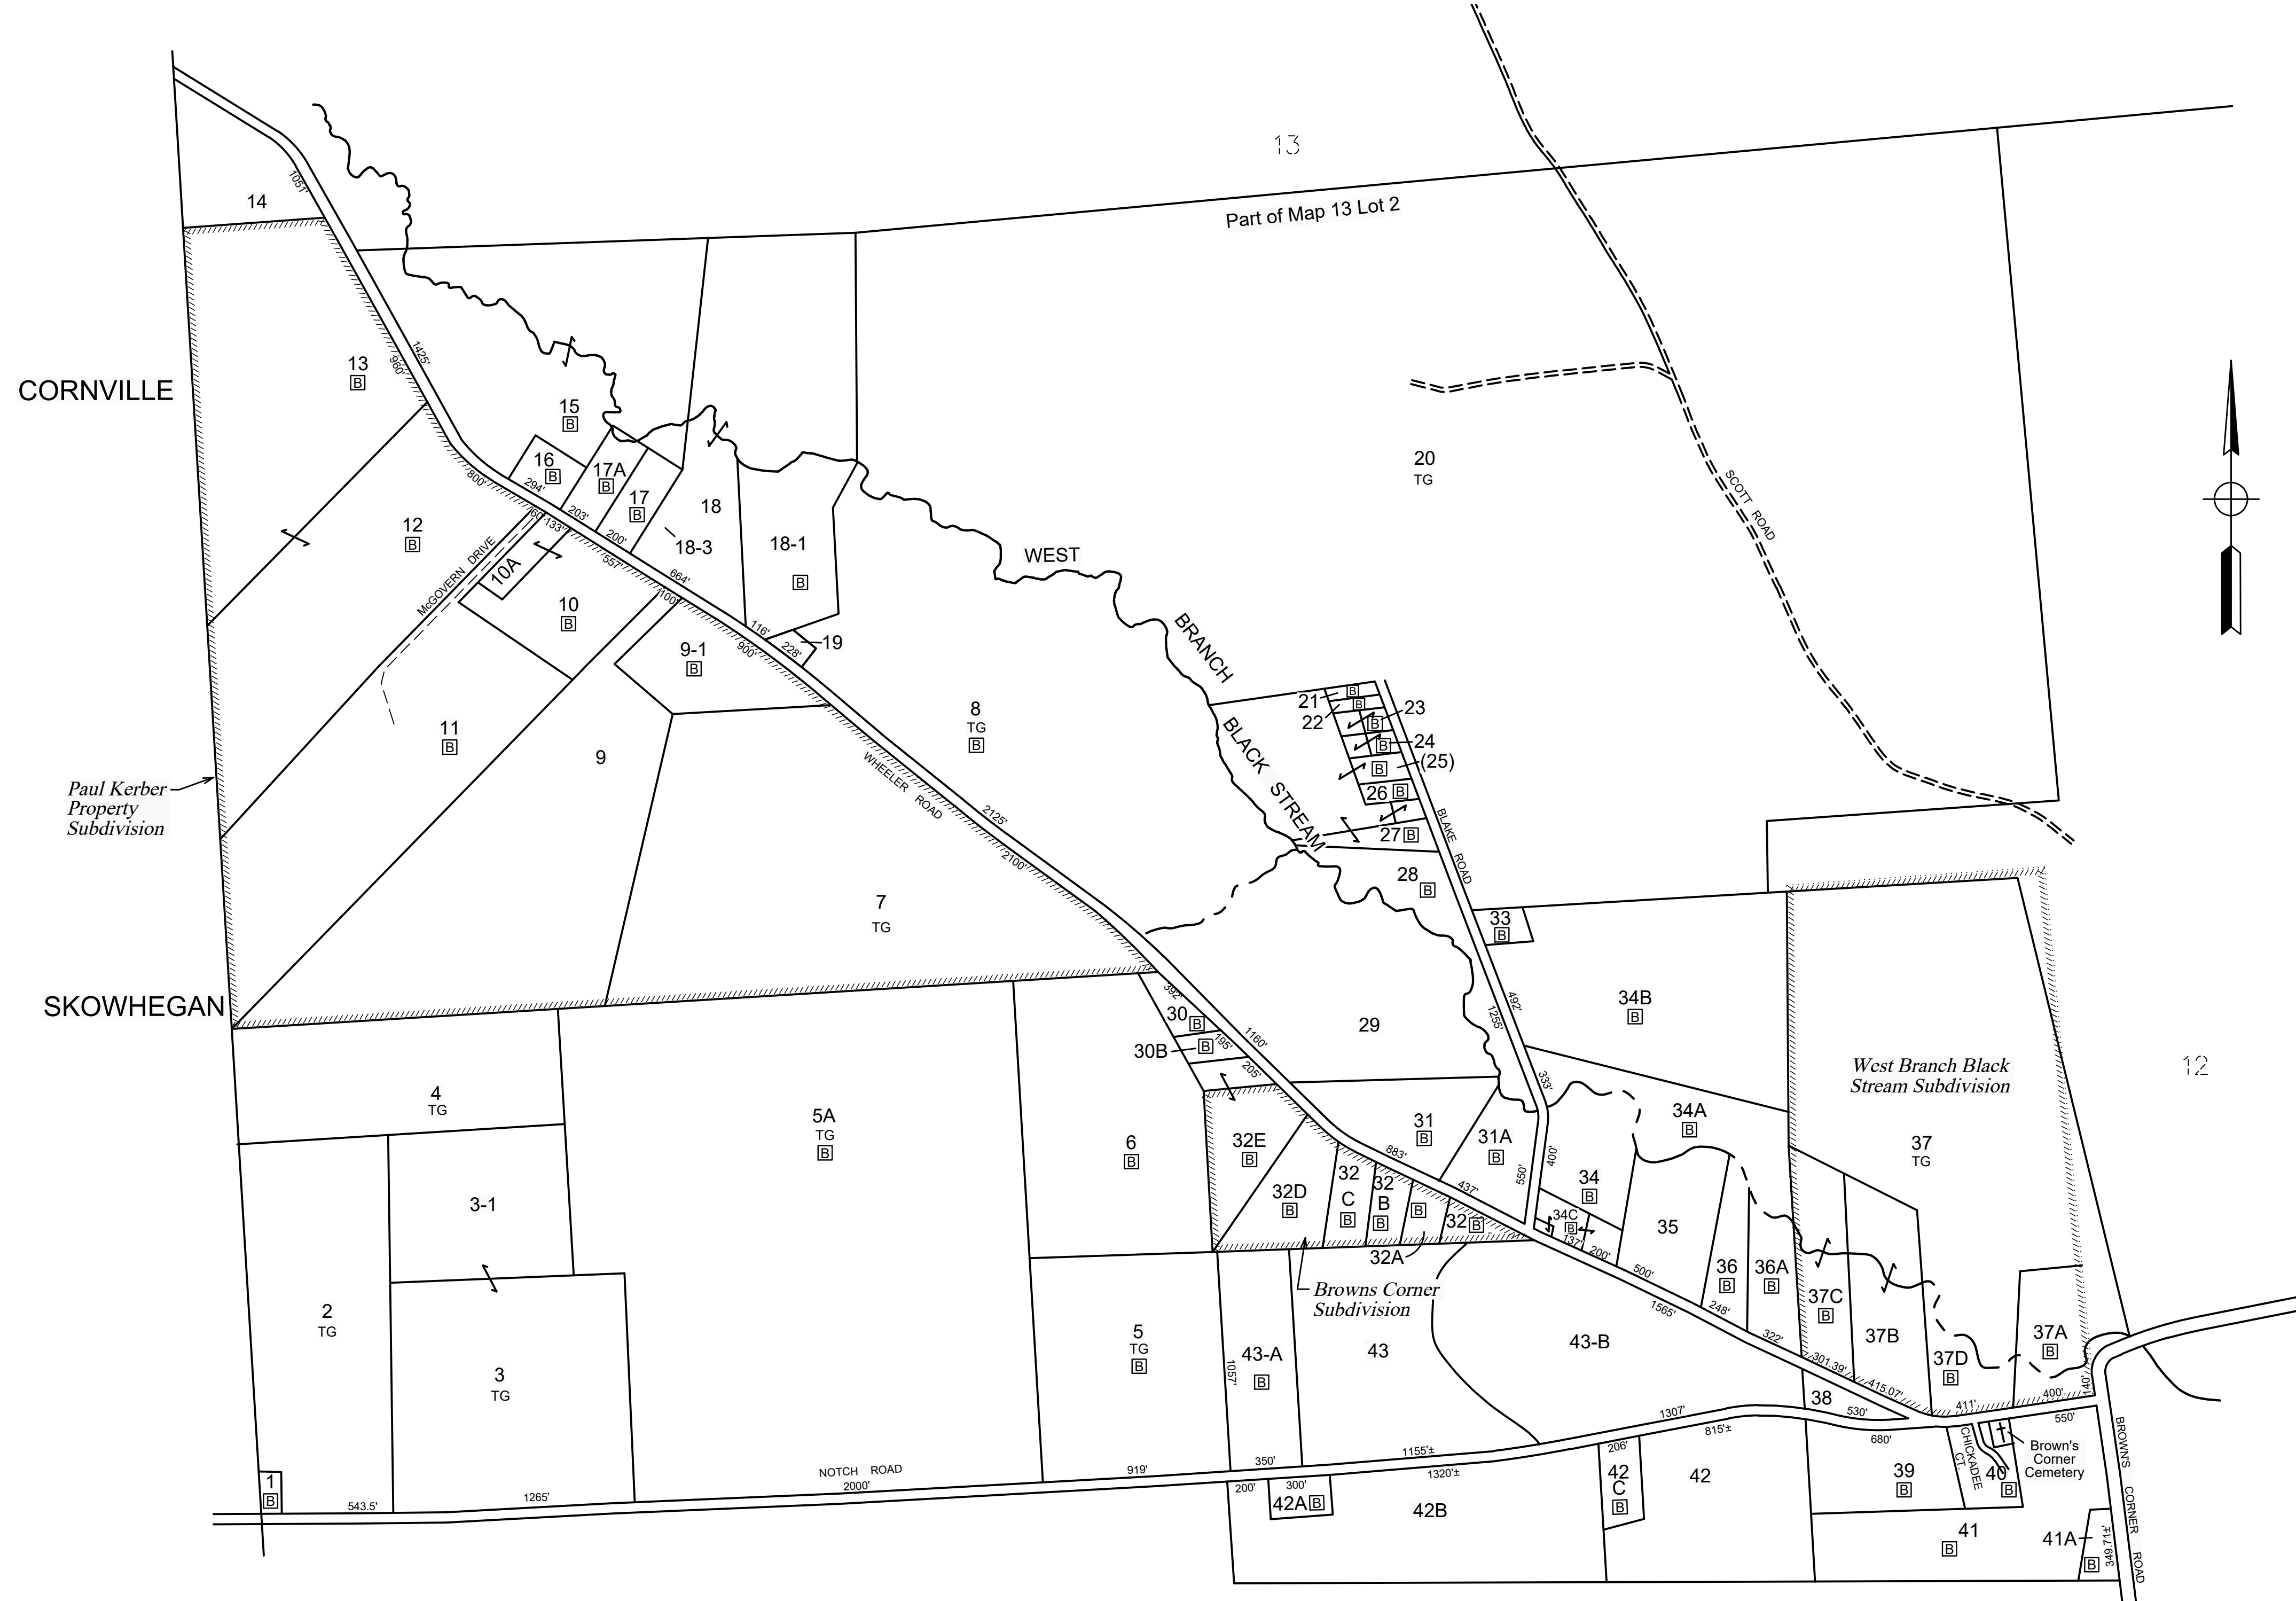 13
Part of Map 13 Lot 2
14
1051'
CORNVILLE
13
B
1425'
960'
15
B
16
B
17A
B
17
B
18
18-3
18-1
B
294'
203'
200'
664'
116'
228'
19
800'
60'
133'
557'
100'
900'
12
B
McGOVERN DRIVE
10A
10
B
9-1
B
11
B
9
8
TG
B
WHEELER ROAD
2125'
2100'
7
TG
Paul Kerber
Property
Subdivision
SKOWHEGAN
WEST
BRANCH
BLACK STREAM
20
TG
SCOTT ROAD
21
B
22
B
23
B
24
B
(25)
B
26
B
27
B
BLAKE ROAD
28
B
33
B
34B
B
492'
1255'
29
392'
30
B
30B
B
195'
205'
1160'
333'
West Branch Black
Stream Subdivision
12
37
TG
4
TG
5A
TG
B
6
B
3-1
2
TG
3
TG
5
TG
B
1
B
32E
B
32D
B
32
C
B
32
B
B
B
32
B
32A
31
B
31A
B
883'
437'
550'
400'
34A
B
34
B
34C
B
137'
200'
35
500'
36
B
36A
B
248'
322'
1565'
37C
B
37B
37D
B
37A
B
301.39'
415.07'
411'
400'
140'
Browns Corner
Subdivision
43-A
B
1057'
43
43-B
38
530'
543.5'
1265'
NOTCH ROAD
2000'
919'
350'
1155'±
1307'
815'±
1320'±
200'
300'
206'
680'
550'
42A
B
42B
42
C
B
42
39
B
CHICKADEE
CT.
40
B
Brown's
Corner
Cemetery
41
B
41A
B
349.71'±
BROWN'S CORNER ROAD